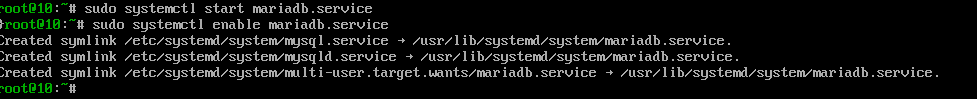 root@10:~# sudo systemctl start mariadb.service
root@10:~# sudo systemctl enable mariadb.service
Created symlink /etc/systemd/system/mysql.service → /usr/lib/systemd/system/mariadb.service.
Created symlink /etc/systemd/system/mysqld.service → /usr/lib/systemd/system/mariadb.service.
Created symlink /etc/systemd/system/multi-user.target.wants/mariadb.service → /usr/lib/systemd/system/mariadb.service.
root@10:~#